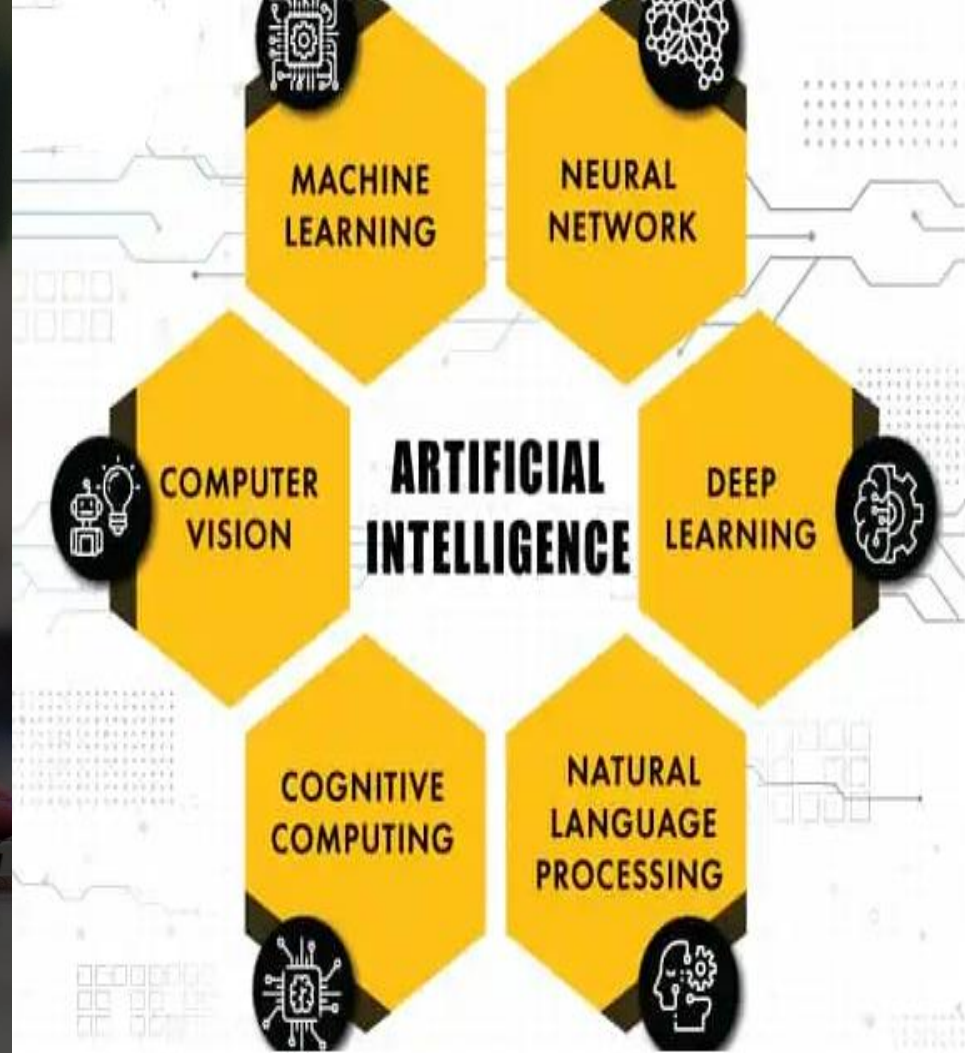 MACHINE
LEARNING
NEURAL
NETWORK
COMPUTER
VISION
ARTIFICIAL
INTELLIGENCE
DEEP
LEARNING
COGNITIVE
COMPUTING
NATURAL
LANGUAGE
PROCESSING